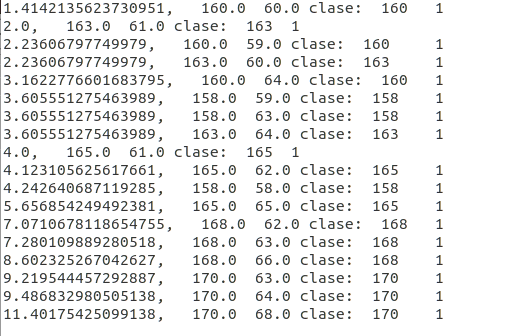 1.4142135623730951,   160.0  60.0 clase:  160   1
2.0,   163.0  61.0 clase:  163  1
2.23606797749979,   160.0  59.0 clase:  160     1
2.23606797749979,   163.0  60.0 clase:  163     1
3.1622776601683795,    160.0  64.0 clase:  160   1
3.605551275463989,   158.0  59.0 clase:  158    1
3.605551275463989,   158.0  63.0 clase:  158    1
3.605551275463989,   163.0  64.0 clase:  163    1
4.0,   165.0  61.0 clase:  165  1
4.123105625617661,   165.0  62.0 clase:  165    1
4.242640687119285,   158.0  58.0 clase:  158    1
5.656854249492381,   165.0  65.0 clase:  165    1
7.0710678118654755,   168.0  62.0 clase:  168   1
7.280109889280518,   168.0  63.0 clase:  168    1
8.602325267042627,   168.0  66.0 clase:  168    1
9.219544457292887,   170.0  63.0 clase:  170    1
9.486832980505138,   170.0  64.0 clase:  170    1
11.40175425099138,   170.0  68.0 clase:  170    1